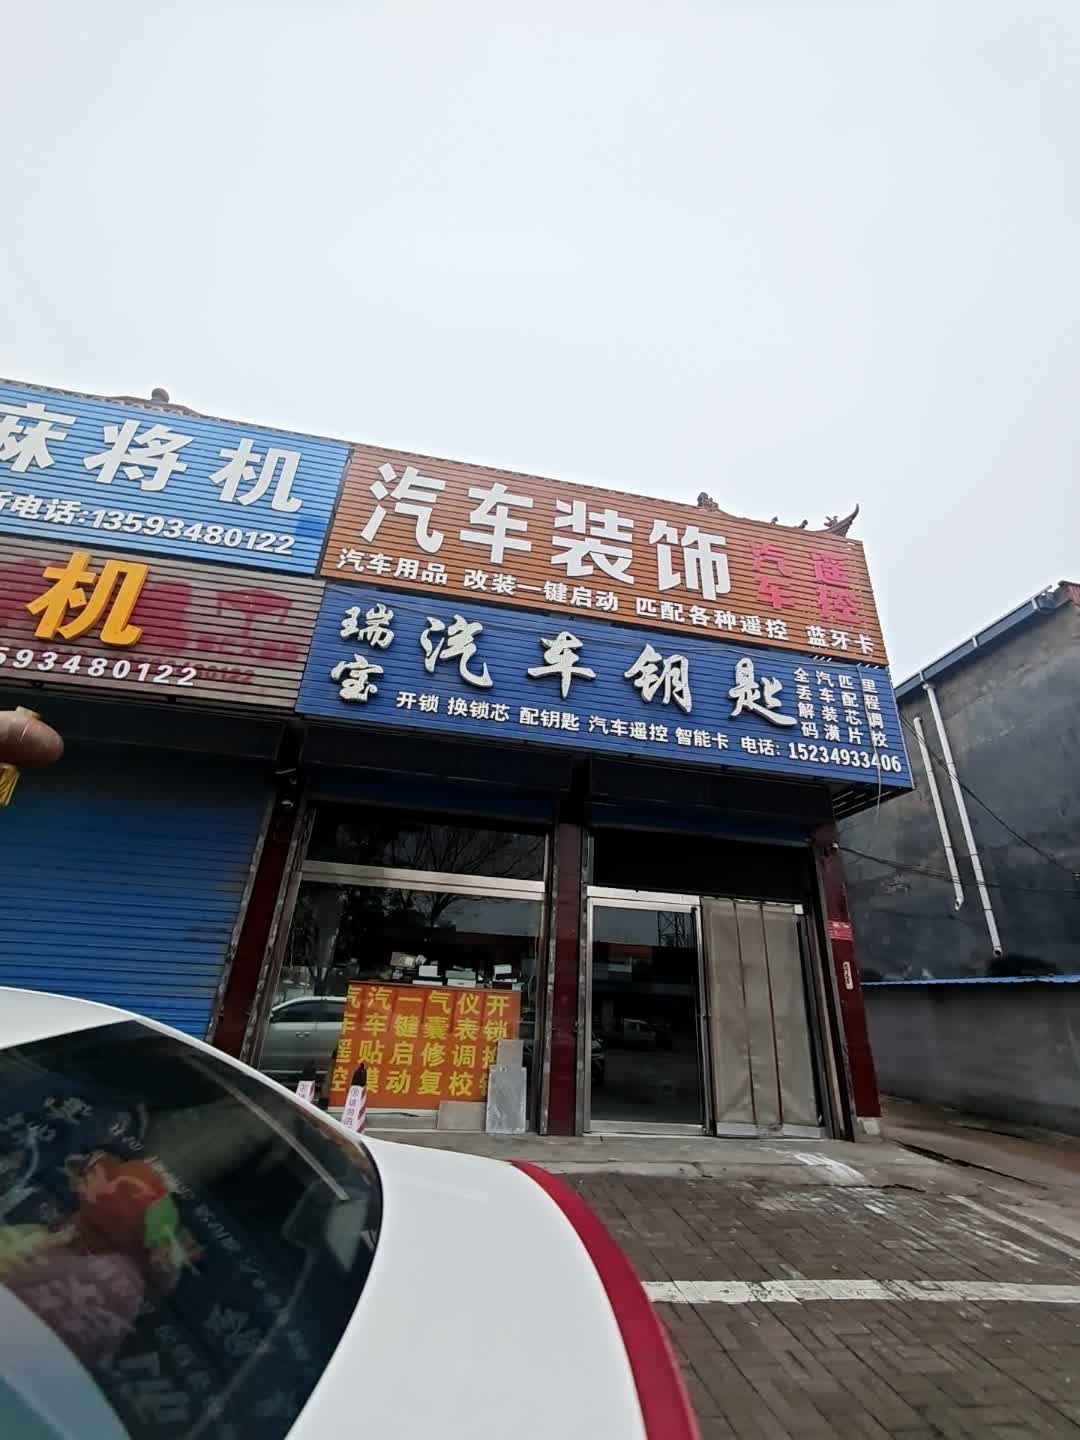 麻将机
电话:13593480122
机
593480122
汽车装饰
汽车
遥控
汽车用品 改装一键启动 匹配各种遥控 蓝牙卡
瑞宝
汽车钥匙
全丢解码
汽车装潢
匹配芯片
里程调校
开锁 换锁芯 配钥匙 汽车遥控 智能卡 电话: 15234933406
汽汽一气仪开
车车键囊表锁
遥贴启修调换
控膜动复校